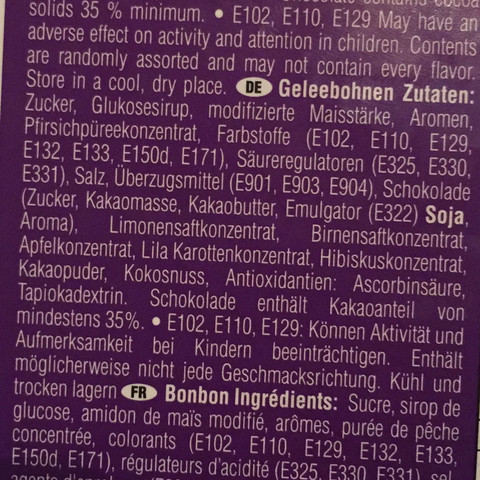 solids 35 % minimum. • E102, E110, E129 May have an
adverse effect on activity and attention in children. Contents
are randomly assorted and may not contain every flavor.
Store in a cool, dry place. DE Geleebohnen Zutaten:
Zucker, Glukosesirup, modifizierte Maisstärke, Aromen,
Pfirsichpüreekonzentrat, Farbstoffe (E102, E110, E129,
E132, E133, E150d, E171), Säureregulatoren (E325, E330,
E331), Salz, Überzugsmittel (E901, E903, E904), Schokolade
(Zucker, Kakaomasse, Kakaobutter, Emulgator (E322) Soja,
Aroma), Limonensaftkonzentrat, Birnensaftkonzentrat,
Apfelkonzentrat, Lila Karottenkonzentrat, Hibiskuskonzentrat,
Kakaopuder, Kokosnuss, Antioxidantien: Ascorbinsäure,
Tapiokadextrin. Schokolade enthält Kakaoanteil von
mindestens 35%. • E102, E110, E129: Können Aktivität und
Aufmerksamkeit bei Kindern beeinträchtigen. Enthält
möglicherweise nicht jede Geschmacksrichtung. Kühl und
trocken lagern FR Bonbon Ingrédients: Sucre, sirop de
glucose, amidon de maïs modifié, arômes, purée de pêche
concentrée, colorants (E102, E110, E129, E132, E133,
E150d, E171), régulateurs d'acidité (E325, E330, E331), sel,